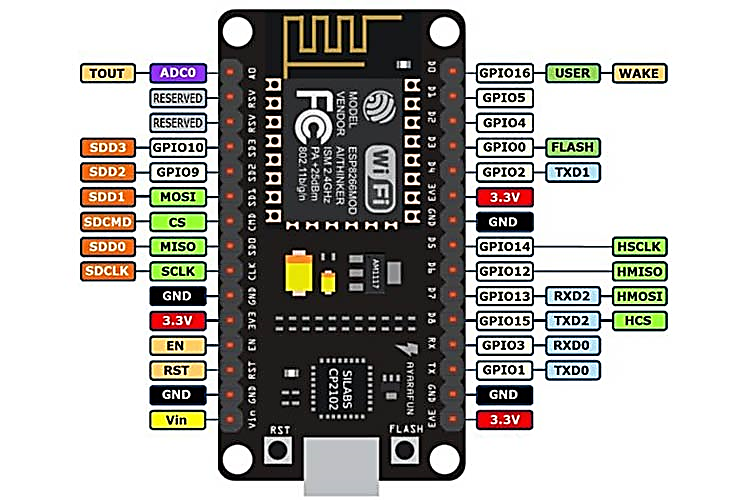 TOUT ADC0
RESERVED
RESERVED
SDD3 GPIO10
SDD2 GPIO9
SDD1 MOSI
SDCMD CS
SDD0 MISO
SDCLK SCLK
GND
3.3V
EN
RST
GND
Vin
A0
RSV
RSV
SD3
SD2
SD1
CMD
SD0
CLK
GND
3V3
EN
RST
GND
Vin
MODEL ESP8266MOD
VENDOR AI/THINKER
ISM 2.4GHz
PA +25dBm
802.11b/g/n
FC
Wi Fi
AM1117
SILABS
CP2102
AYARAFUN
RST
FLASH
D0
D1
D2
D3
D4
3V3
GND
D5
D6
D7
D8
RX
TX
GND
3V3
GPIO16 USER WAKE
GPIO5
GPIO4
GPIO0 FLASH
GPIO2 TXD1
3.3V
GND
GPIO14 HSCLK
GPIO12 HMISO
GPIO13 RXD2 HMOSI
GPIO15 TXD2 HCS
GPIO3 RXD0
GPIO1 TXD0
GND
3.3V